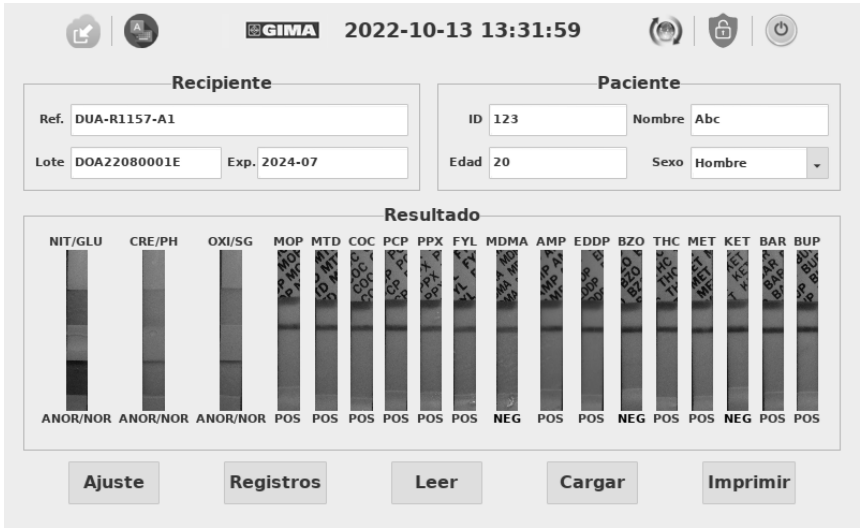 A
GIMA 2022-10-13 13:31:59
Recipiente
Ref. DUA-R1157-A1
Lote DOA22080001E Exp. 2024-07
Paciente
ID 123 Nombre Abc
Edad 20 Sexo Hombre
Resultado
NIT/GLU CRE/PH OXI/SG MOP MTD COC PCP PPX FYL MDMA AMP EDDP BZO THC MET KET BAR BUP
ANOR/NOR ANOR/NOR ANOR/NOR POS POS POS POS POS POS NEG POS POS NEG POS POS NEG POS POS
Ajuste Registros Leer Cargar Imprimir